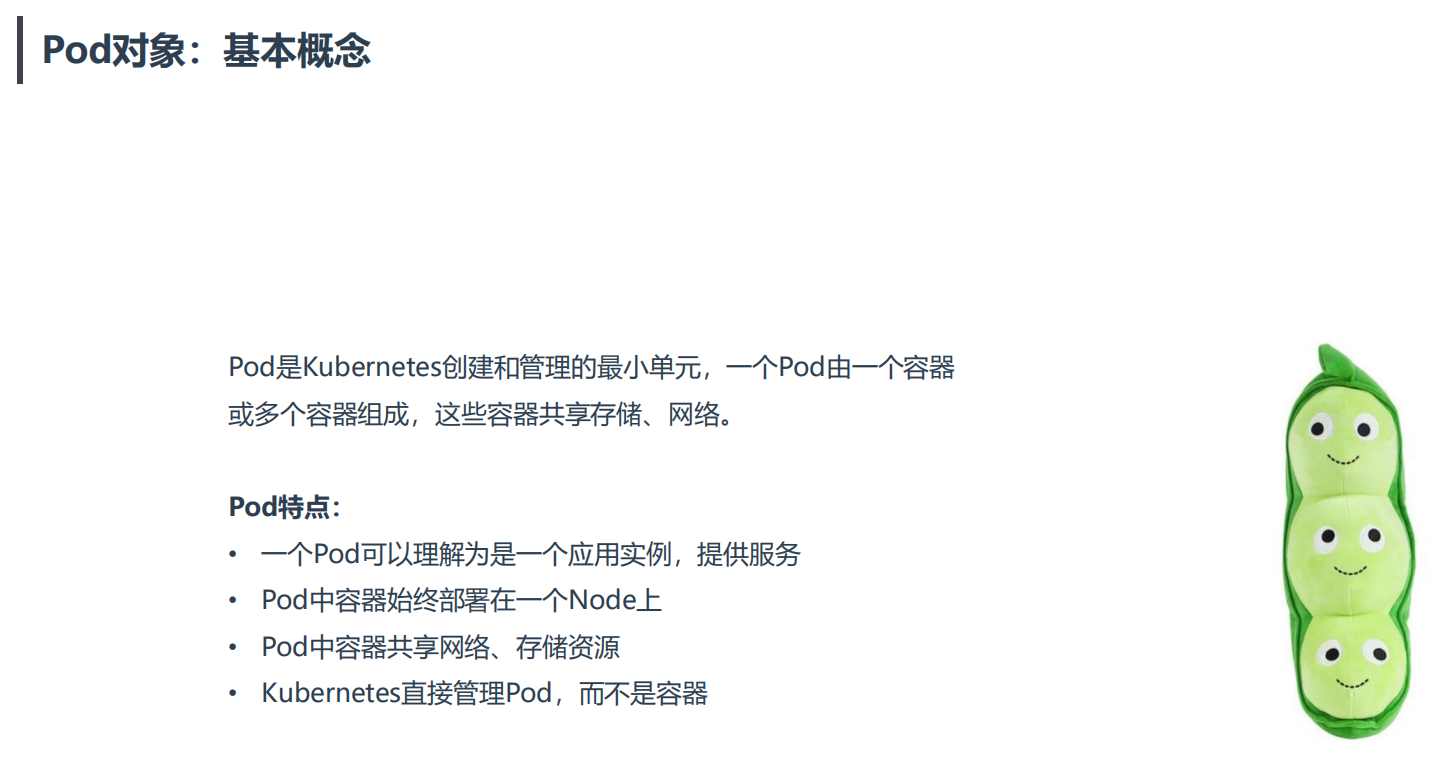 Pod对象：基本概念
Pod是Kubernetes创建和管理的最小单元，一个Pod由一个容器
或多个容器组成，这些容器共享存储、网络。
Pod特点：
• 一个Pod可以理解为是一个应用实例，提供服务
• Pod中容器始终部署在一个Node上
• Pod中容器共享网络、存储资源
• Kubernetes直接管理Pod，而不是容器